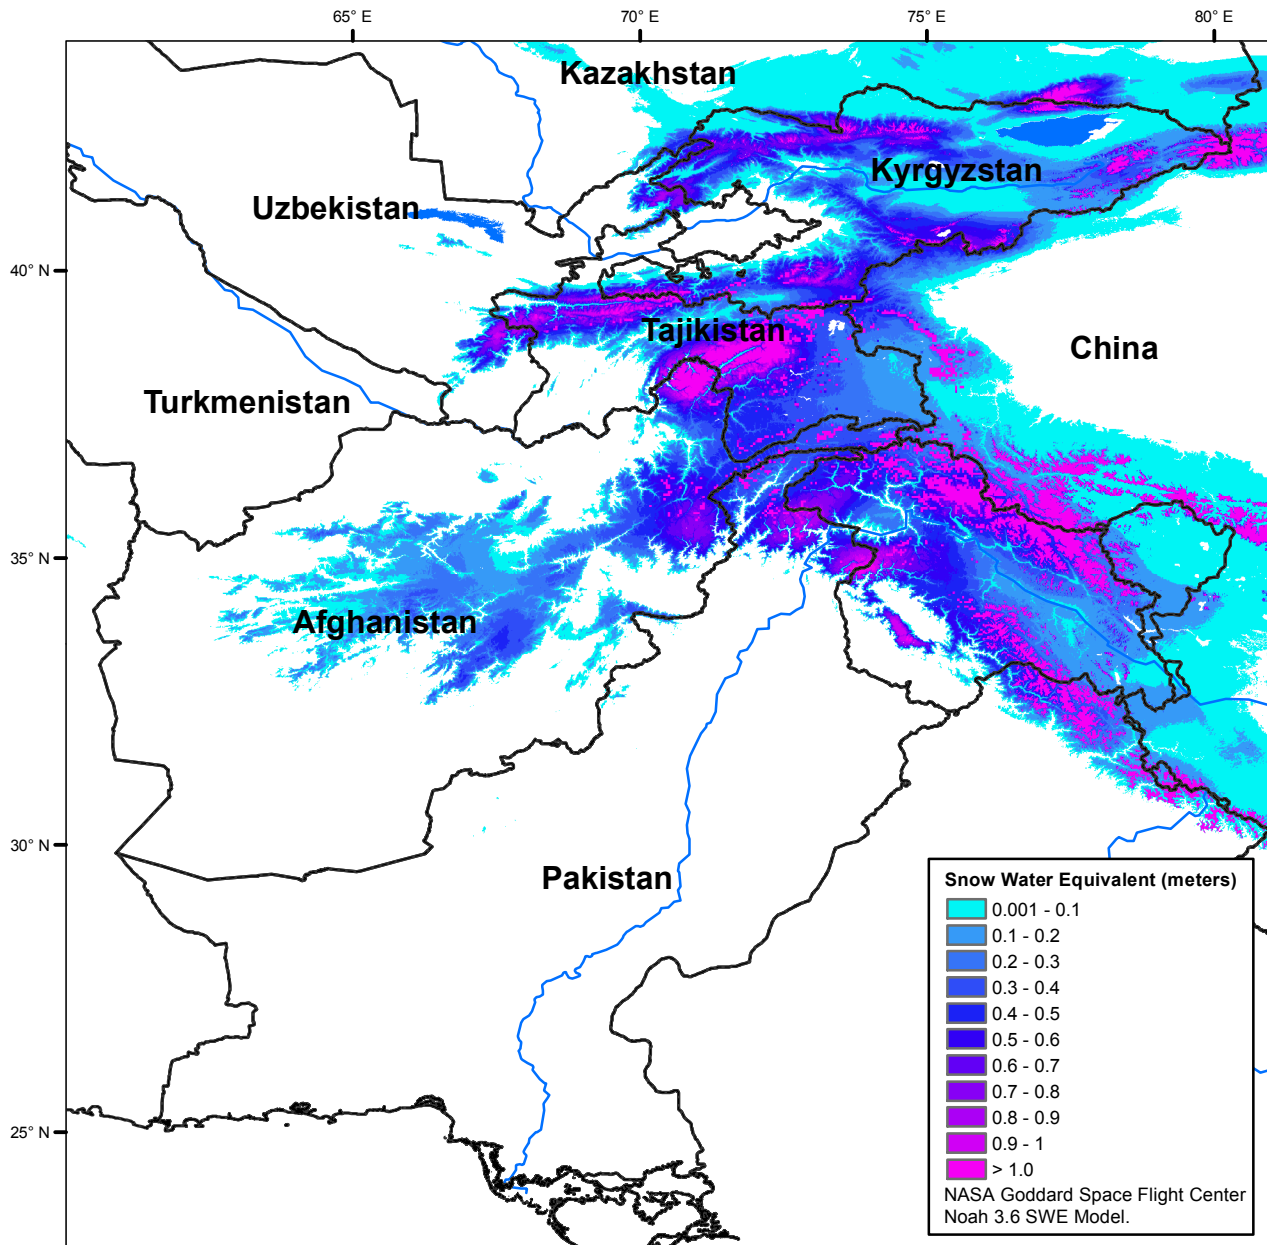 65° E
70° E
75° E
80° E
Kazakhstan
Kyrgyzstan
Uzbekistan
40° N
Tajikistan
China
Turkmenistan
35° N
Afghanistan
30° N
Pakistan
25° N
Snow Water Equivalent (meters)
0.001 - 0.1
0.1 - 0.2
0.2 - 0.3
0.3 - 0.4
0.4 - 0.5
0.5 - 0.6
0.6 - 0.7
0.7 - 0.8
0.8 - 0.9
0.9 - 1
> 1.0
NASA Goddard Space Flight Center
Noah 3.6 SWE Model.